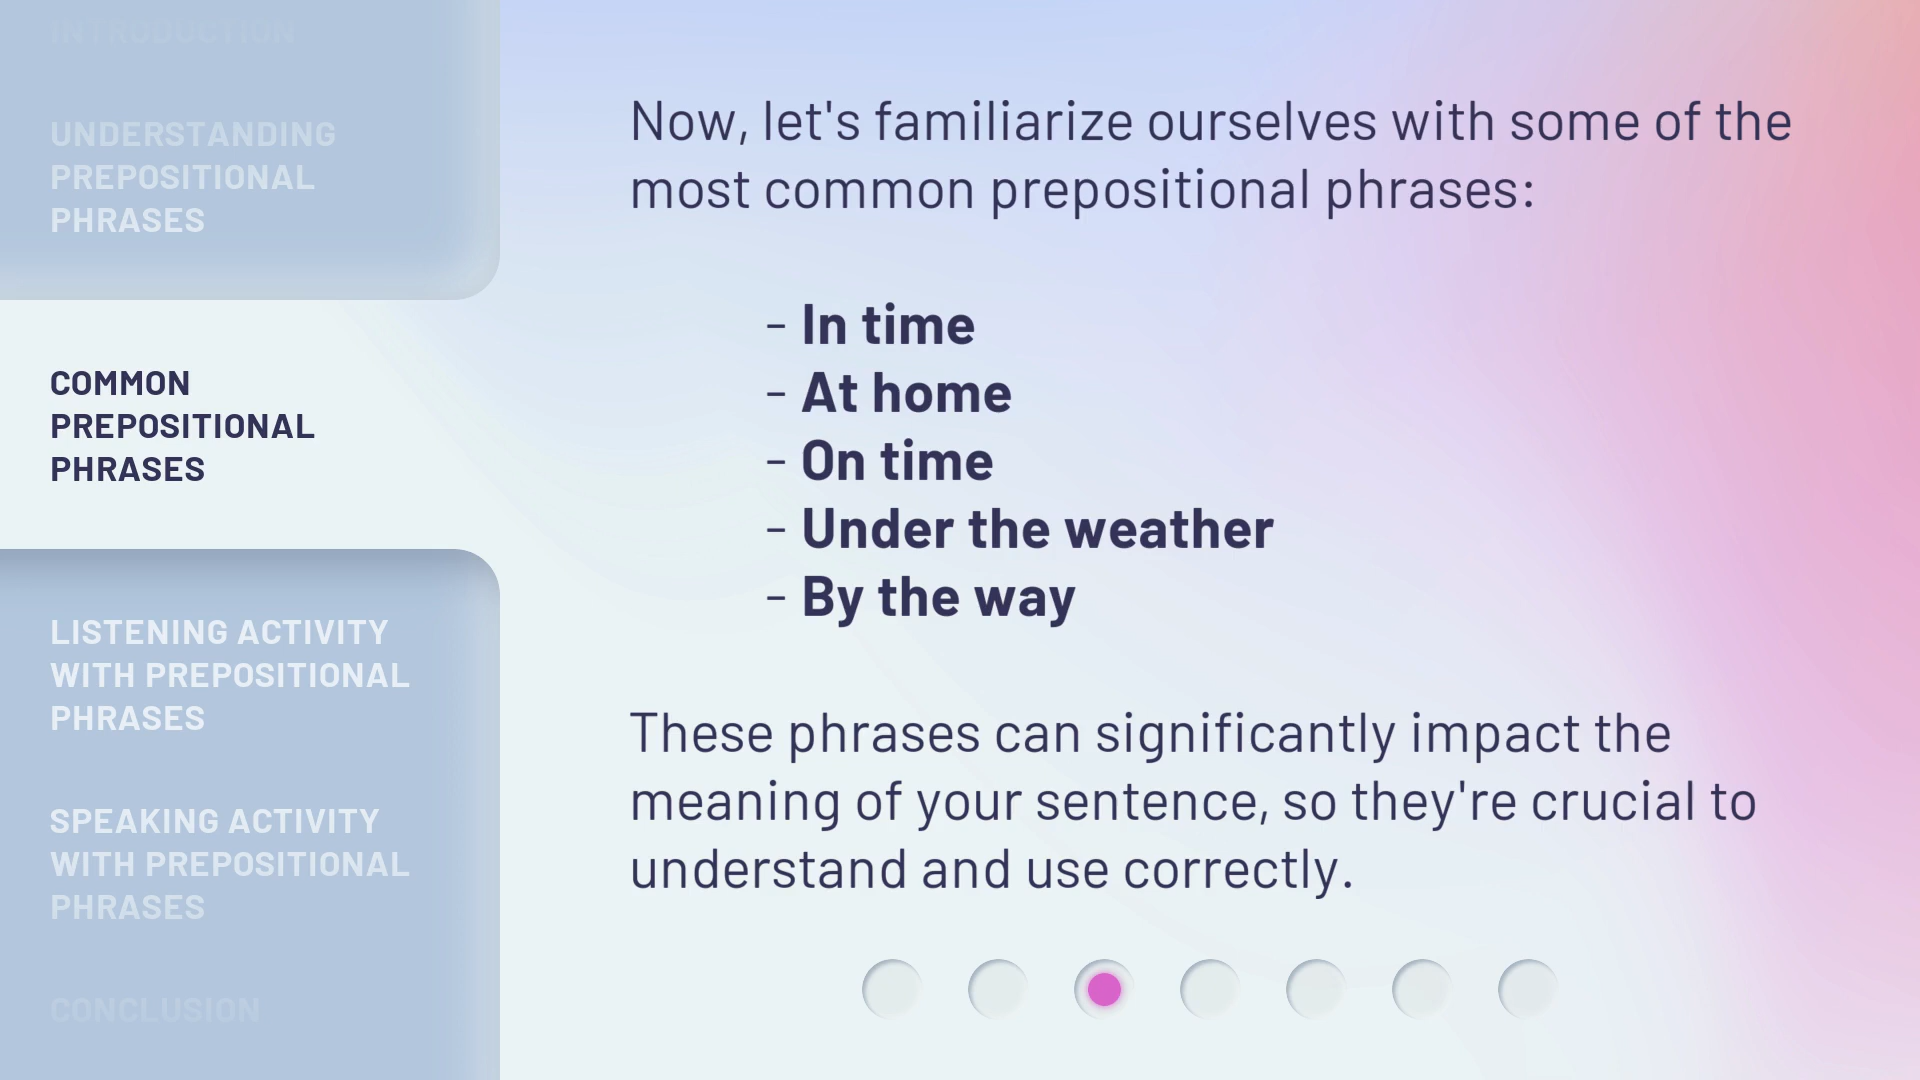 INTRODUCTION
UNDERSTANDING
PREPOSITIONAL
PHRASES
COMMON
PREPOSITIONAL
PHRASES
LISTENING ACTIVITY
WITH PREPOSITIONAL
PHRASES
SPEAKING ACTIVITY
WITH PREPOSITIONAL
PHRASES
CONCLUSION
Now, let's familiarize ourselves with some of the
most common prepositional phrases:
- In time
- At home
- On time
- Under the weather
- By the way
These phrases can significantly impact the
meaning of your sentence, so they're crucial to
understand and use correctly.